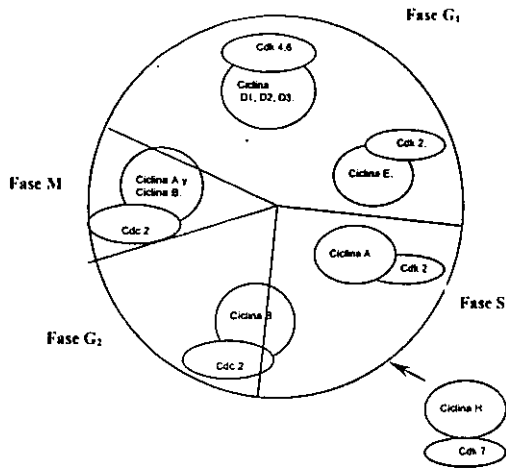 Fase G₁
Cdk 4,6
Ciclina
D1, D2, D3.
Cdk 2.
Ciclina E.
Fase M
Ciclina A y
Ciclina B.
Cdc 2
Ciclina A
Cdk 2
Fase S
Ciclina B
Fase G₂
Cdc 2
Ciclina H
Cdk 7